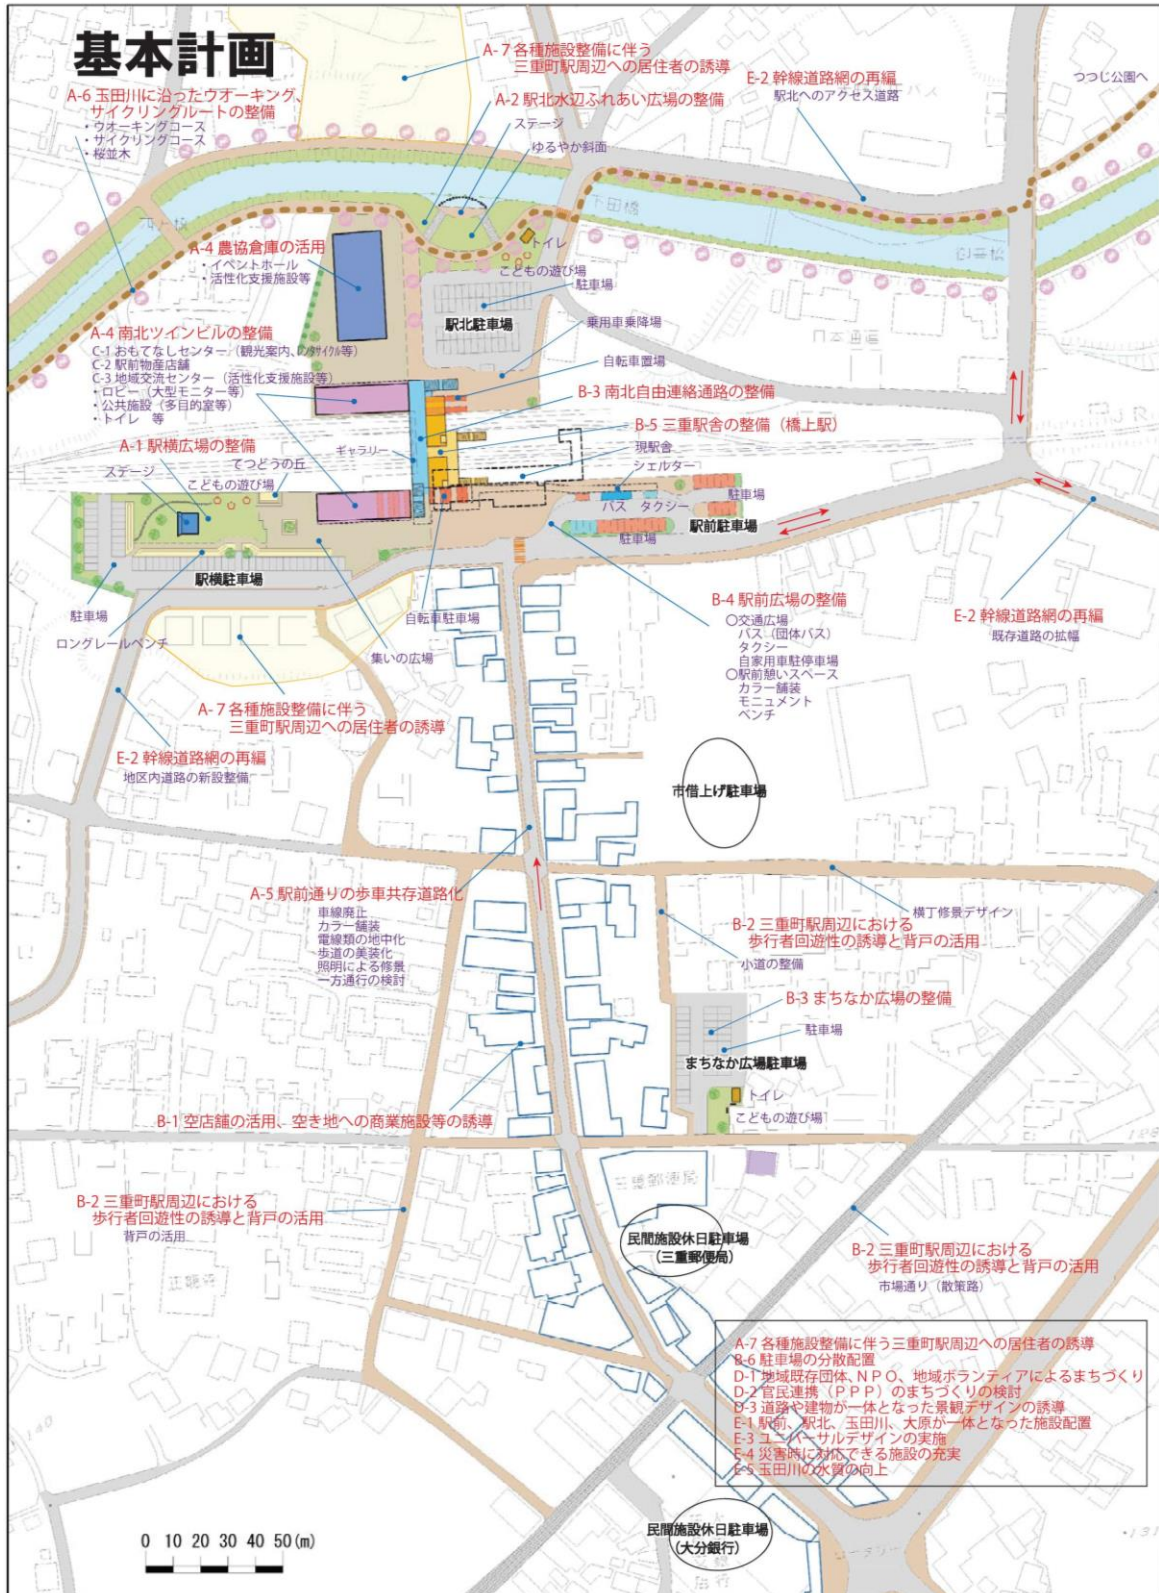 基本計画
A-7 各種施設整備に伴う
三重町駅周辺への居住者の誘導
A-6 玉田川に沿ったウオーキング、
サイクリングルートの整備
・ウオーキングコース
・サイクリングコース
・桜並木
A-2 駅北水辺ふれあい広場の整備
ステージ
ゆるやか斜面
E-2 幹線道路網の再編
駅北へのアクセス道路
つつじ公園へ
下田橋
A-4 農協倉庫の活用
・イベントホール
・活性化支援施設等
トイレ
こどもの遊び場
駐車場
駅北駐車場
乗用車乗降場
自転車置場
A-4 南北ツインビルの整備
C-1 おもてなしセンター（観光案内、レンタサイクル等）
C-2 駅前物産店舗
C-3 地域交流センター（活性化支援施設等）
・ロビー（大型モニター等）
・公共施設（多目的室等）
・トイレ 等
B-3 南北自由連絡通路の整備
B-5 三重駅舎の整備（橋上駅）
現駅舎
シェルター
A-1 駅横広場の整備
ステージ
てつどうの丘
こどもの遊び場
ギャラリー
バス タクシー
駐車場
駅前駐車場
駐車場
駅横駐車場
駐車場
ロングレールベンチ
自転車駐車場
集いの広場
B-4 駅前広場の整備
〇交通広場
バス（団体バス）
タクシー
自家用車駐停車場
〇駅前憩いスペース
カラー舗装
モニュメント
ベンチ
E-2 幹線道路網の再編
既存道路の拡幅
A-7 各種施設整備に伴う
三重町駅周辺への居住者の誘導
E-2 幹線道路網の再編
地区内道路の新設整備
市借上げ駐車場
A-5 駅前通りの歩車共存道路化
車線廃止
カラー舗装
電線類の地中化
歩道の美装化
照明による修景
一方通行の検討
横丁修景デザイン
B-2 三重町駅周辺における
歩行者回遊性の誘導と背戸の活用
小道の整備
B-3 まちなか広場の整備
駐車場
まちなか広場駐車場
トイレ
こどもの遊び場
B-1 空店舗の活用、空き地への商業施設等の誘導
三重郵便局
B-2 三重町駅周辺における
歩行者回遊性の誘導と背戸の活用
背戸の活用
民間施設休日駐車場
（三重郵便局）
B-2 三重町駅周辺における
歩行者回遊性の誘導と背戸の活用
市場通り（散策路）
A-7 各種施設整備に伴う三重町駅周辺への居住者の誘導
B-6 駐車場の分散配置
D-1 地域既存団体、ＮＰＯ、地域ボランティアによるまちづくり
D-2 官民連携（ＰＰＰ）のまちづくりの検討
D-3 道路や建物が一体となった景観デザインの誘導
E-1 駅前、駅北、玉田川、大原が一体となった施設配置
E-3 ユニバーサルデザインの実施
E-4 災害時に対応できる施設の充実
E-5 玉田川の水質の向上
民間施設休日駐車場
（大分銀行）
ロータリー
0 10 20 30 40 50(m)